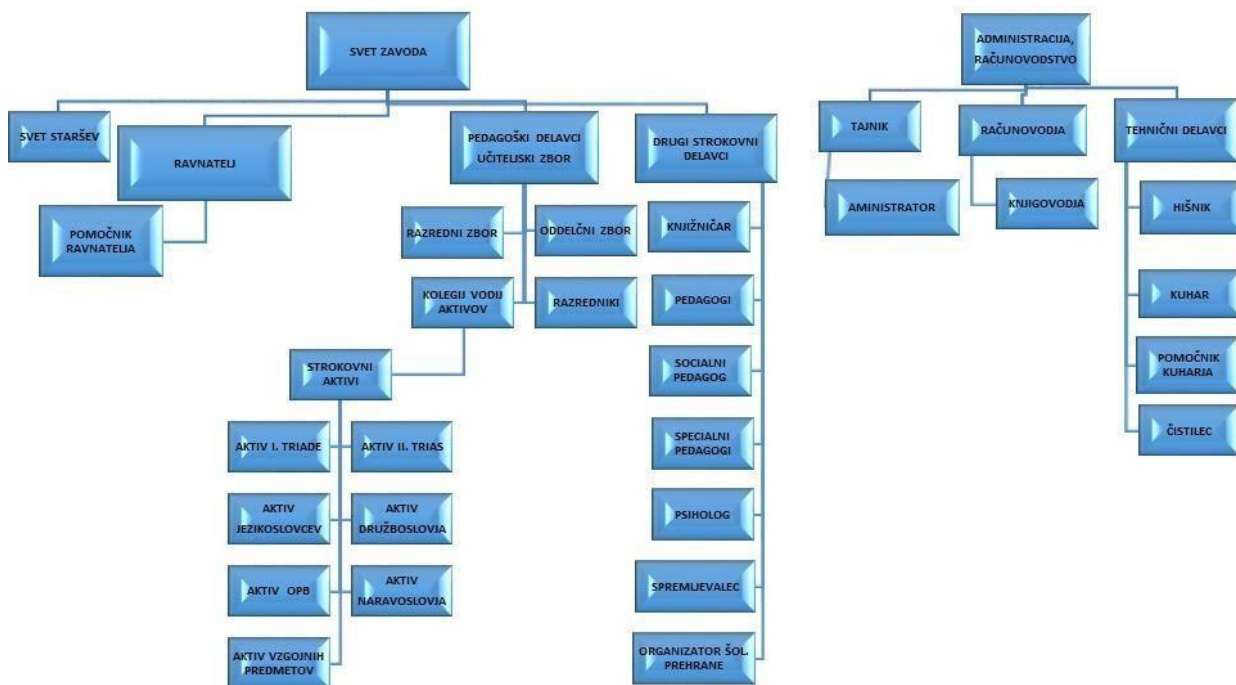 SVET ZAVODA
SVET STARŠEV
RAVNATELJ
POMOČNIK
RAVNATELJA
PEDAGOŠKI DELAVCI
UČITELJSKI ZBOR
RAZREDNI ZBOR
ODDELČNI ZBOR
KOLEGIJ VODIJ
AKTIVOV
RAZREDNIKI
STROKOVNI
AKTIVI
AKTIV I. TRIADE
AKTIV II. TRIAS
AKTIV
JEZIKOSLOVCEV
AKTIV
DRUŽBOSLOVJA
AKTIV OPB
AKTIV
NARAVOSLOVJA
AKTIV VZGOJNIH
PREDMETOV
DRUGI STROKOVNI
DELAVCI
KNJIŽNIČAR
PEDAGOGI
SOCIALNI
PEDAGOG
SPECIALNI
PEDAGOGI
PSIHOLOG
SPREMLJEVALEC
ORGANIZATOR ŠOL.
PREHRANE
ADMINISTRACIJA,
RAČUNOVODSTVO
TAJNIK
AMINISTRATOR
RAČUNOVODJA
KNJIGOVODJA
TEHNIČNI DELAVCI
HIŠNIK
KUHAR
POMOČNIK
KUHARJA
ČISTILEC